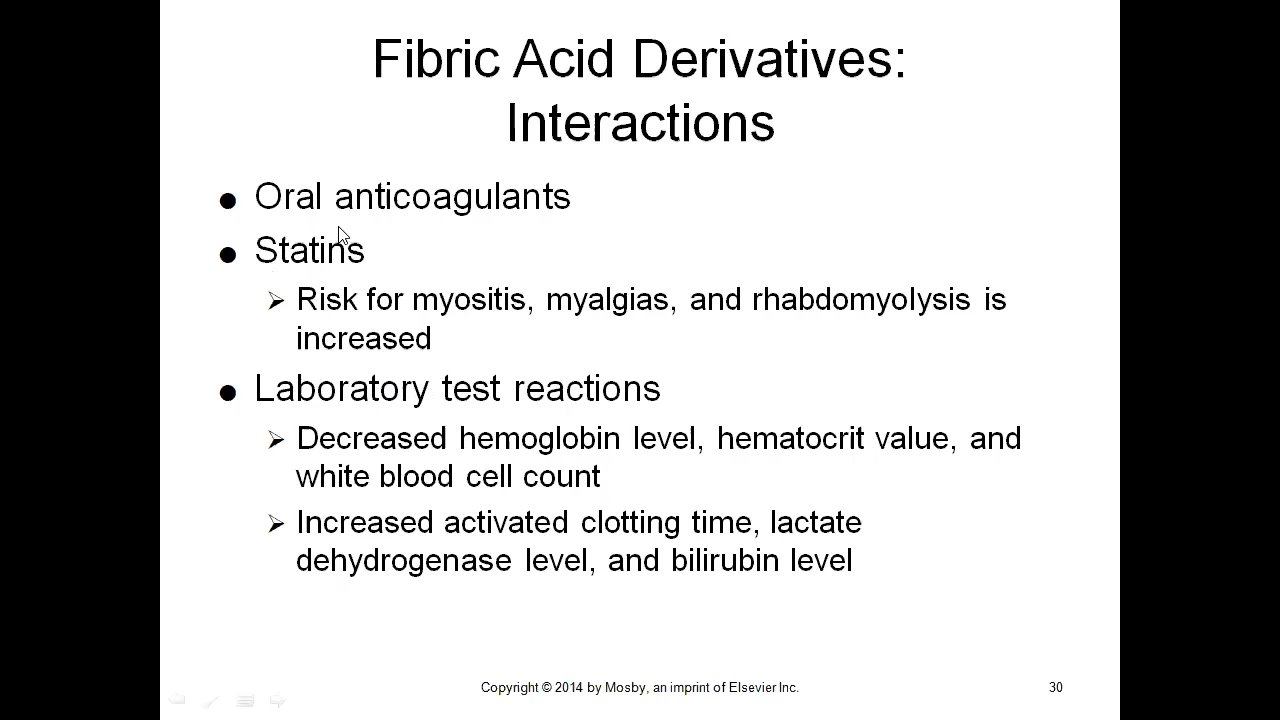 Fibric Acid Derivatives:
Interactions
● Oral anticoagulants
● Statins
➢ Risk for myositis, myalgias, and rhabdomyolysis is
increased
● Laboratory test reactions
➢ Decreased hemoglobin level, hematocrit value, and
white blood cell count
➢ Increased activated clotting time, lactate
dehydrogenase level, and bilirubin level
Copyright © 2014 by Mosby, an imprint of Elsevier Inc.
30